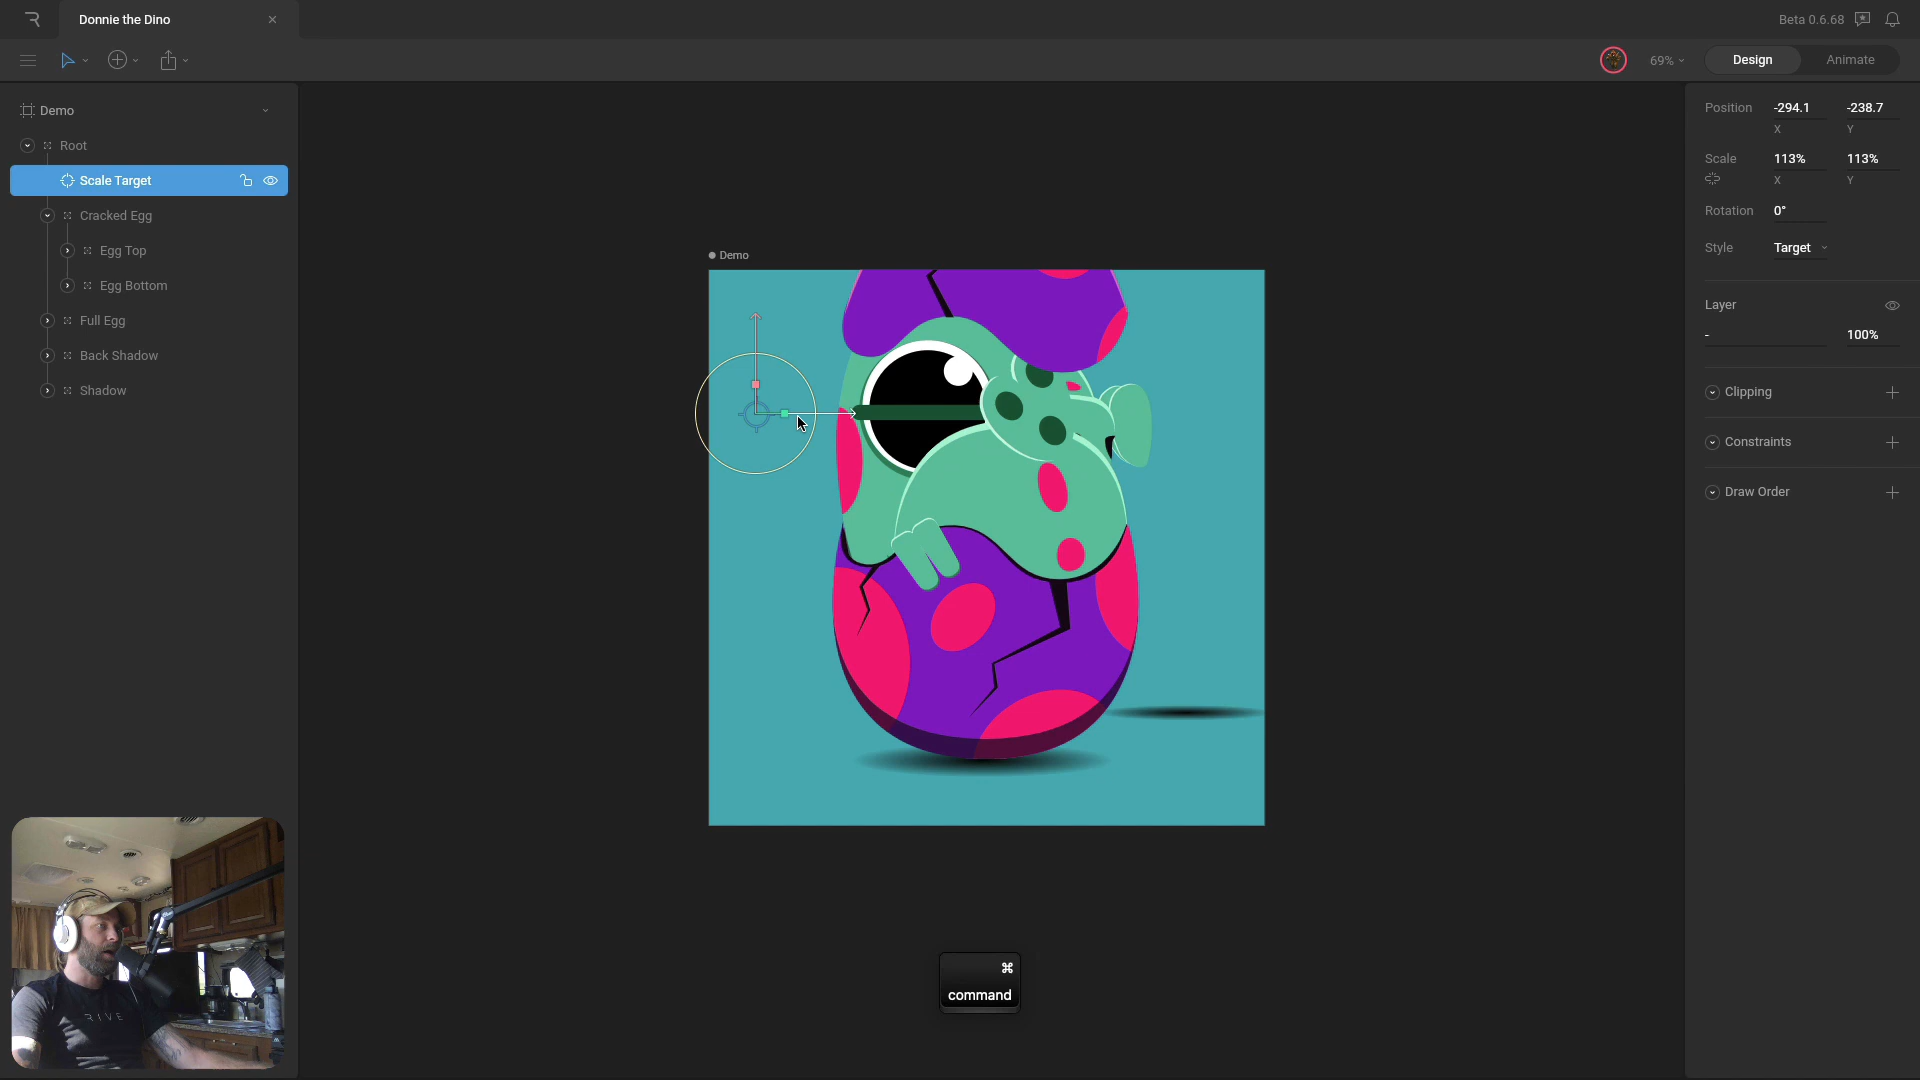 Donnie the Dino
Beta 0.6.68
69%
Design
Animate
Demo
Root
Scale Target
Cracked Egg
Egg Top
Egg Bottom
Full Egg
Back Shadow
Shadow
Demo
Position
-294.1
-238.7
X
Y
Scale
113%
113%
X
Y
Rotation
0°
Style
Target
Layer
-
100%
Clipping
Constraints
Draw Order
⌘
command
RIVE